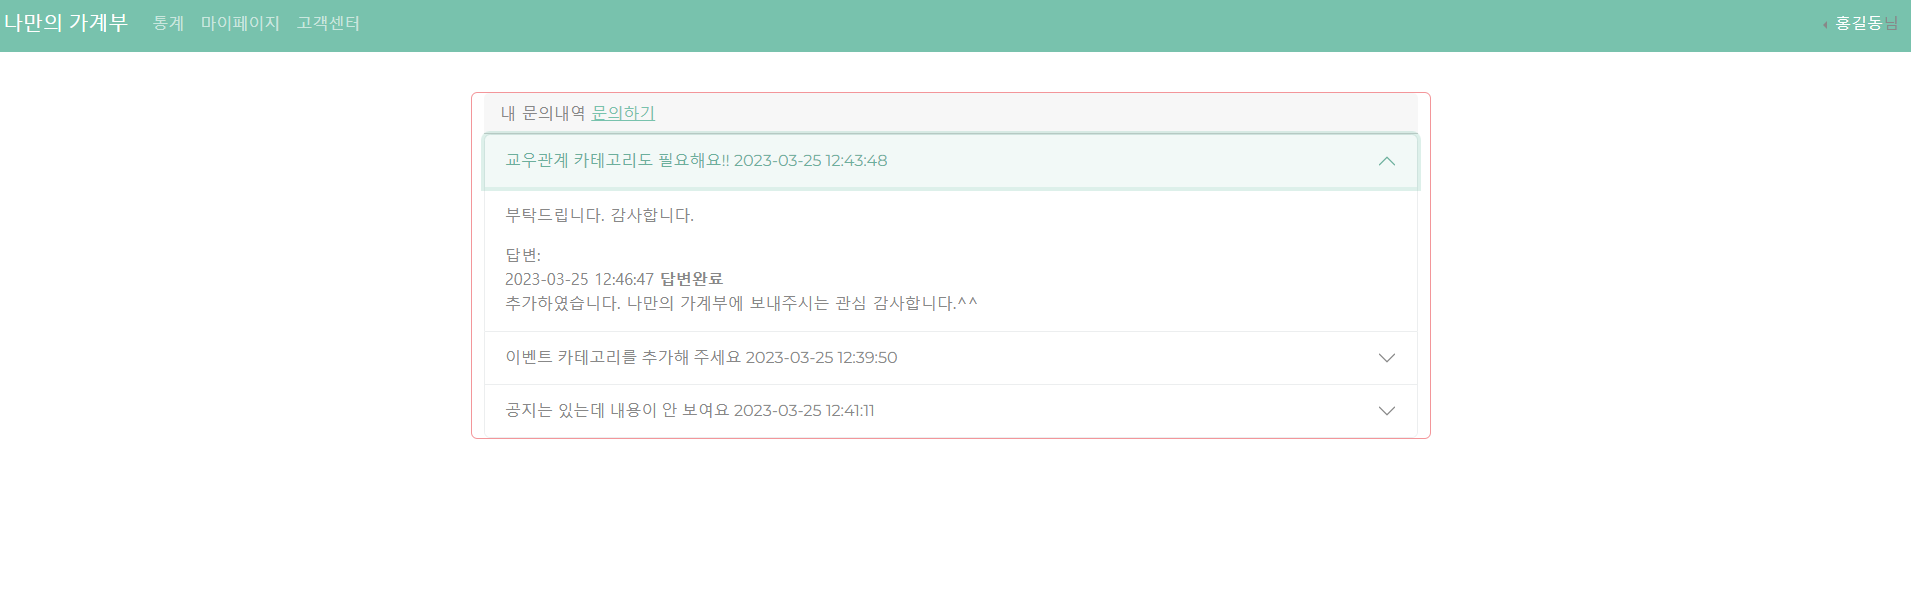 나만의 가계부 통계 마이페이지 고객센터 홍길동님
내 문의내역 문의하기
교우관계 카테고리도 필요해요!! 2023-03-25 12:43:48
부탁드립니다. 감사합니다.
답변:
2023-03-25 12:46:47 답변완료
추가하였습니다. 나만의 가계부에 보내주시는 관심 감사합니다.^^
이벤트 카테고리를 추가해 주세요 2023-03-25 12:39:50
공지는 있는데 내용이 안 보여요 2023-03-25 12:41:11